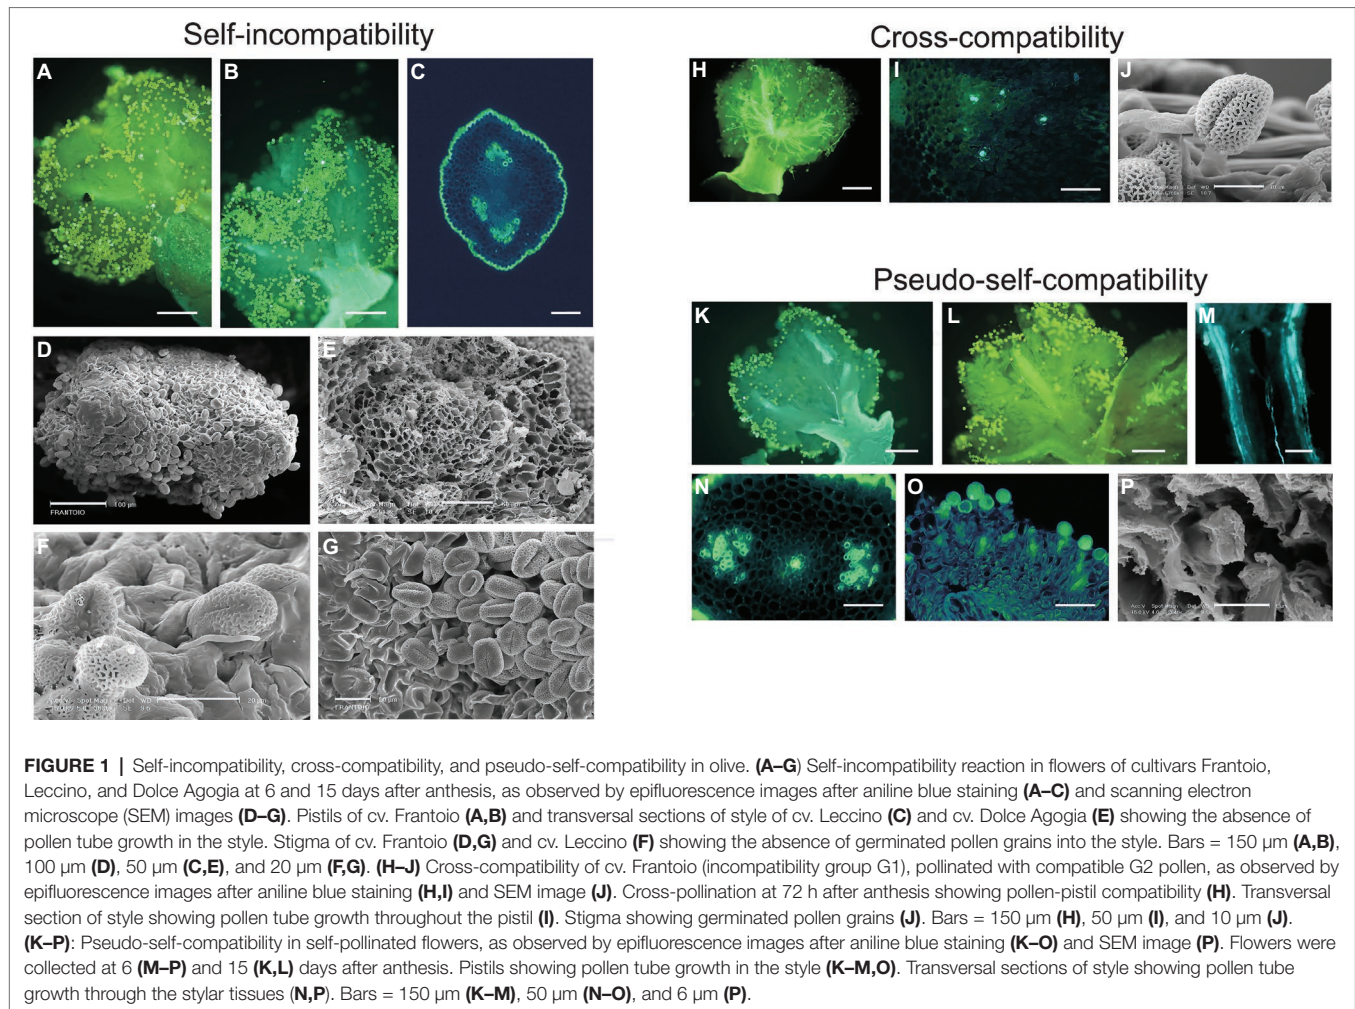 Self-incompatibility
A
B
C
D
100 µm
FRANTOIO
E
F
20 µm
G
20 µm
FRANTOIO
Cross-compatibility
H
I
J
10 µm
Pseudo-self-compatibility
K
L
M
N
O
P
FIGURE 1 | Self-incompatibility, cross-compatibility, and pseudo-self-compatibility in olive. (A–G) Self-incompatibility reaction in flowers of cultivars Frantoio,
Leccino, and Dolce Agogia at 6 and 15 days after anthesis, as observed by epifluorescence images after aniline blue staining (A–C) and scanning electron
microscope (SEM) images (D–G). Pistils of cv. Frantoio (A,B) and transversal sections of style of cv. Leccino (C) and cv. Dolce Agogia (E) showing the absence of
pollen tube growth in the style. Stigma of cv. Frantoio (D,G) and cv. Leccino (F) showing the absence of germinated pollen grains into the style. Bars = 150 µm (A,B),
100 µm (D), 50 µm (C,E), and 20 µm (F,G). (H–J) Cross-compatibility of cv. Frantoio (incompatibility group G1), pollinated with compatible G2 pollen, as observed by
epifluorescence images after aniline blue staining (H,I) and SEM image (J). Cross-pollination at 72 h after anthesis showing pollen-pistil compatibility (H). Transversal
section of style showing pollen tube growth throughout the pistil (I). Stigma showing germinated pollen grains (J). Bars = 150 µm (H), 50 µm (I), and 10 µm (J).
(K–P): Pseudo-self-compatibility in self-pollinated flowers, as observed by epifluorescence images after aniline blue staining (K–O) and SEM image (P). Flowers were
collected at 6 (M–P) and 15 (K,L) days after anthesis. Pistils showing pollen tube growth in the style (K–M,O). Transversal sections of style showing pollen tube
growth through the stylar tissues (N,P). Bars = 150 µm (K–M), 50 µm (N–O), and 6 µm (P).